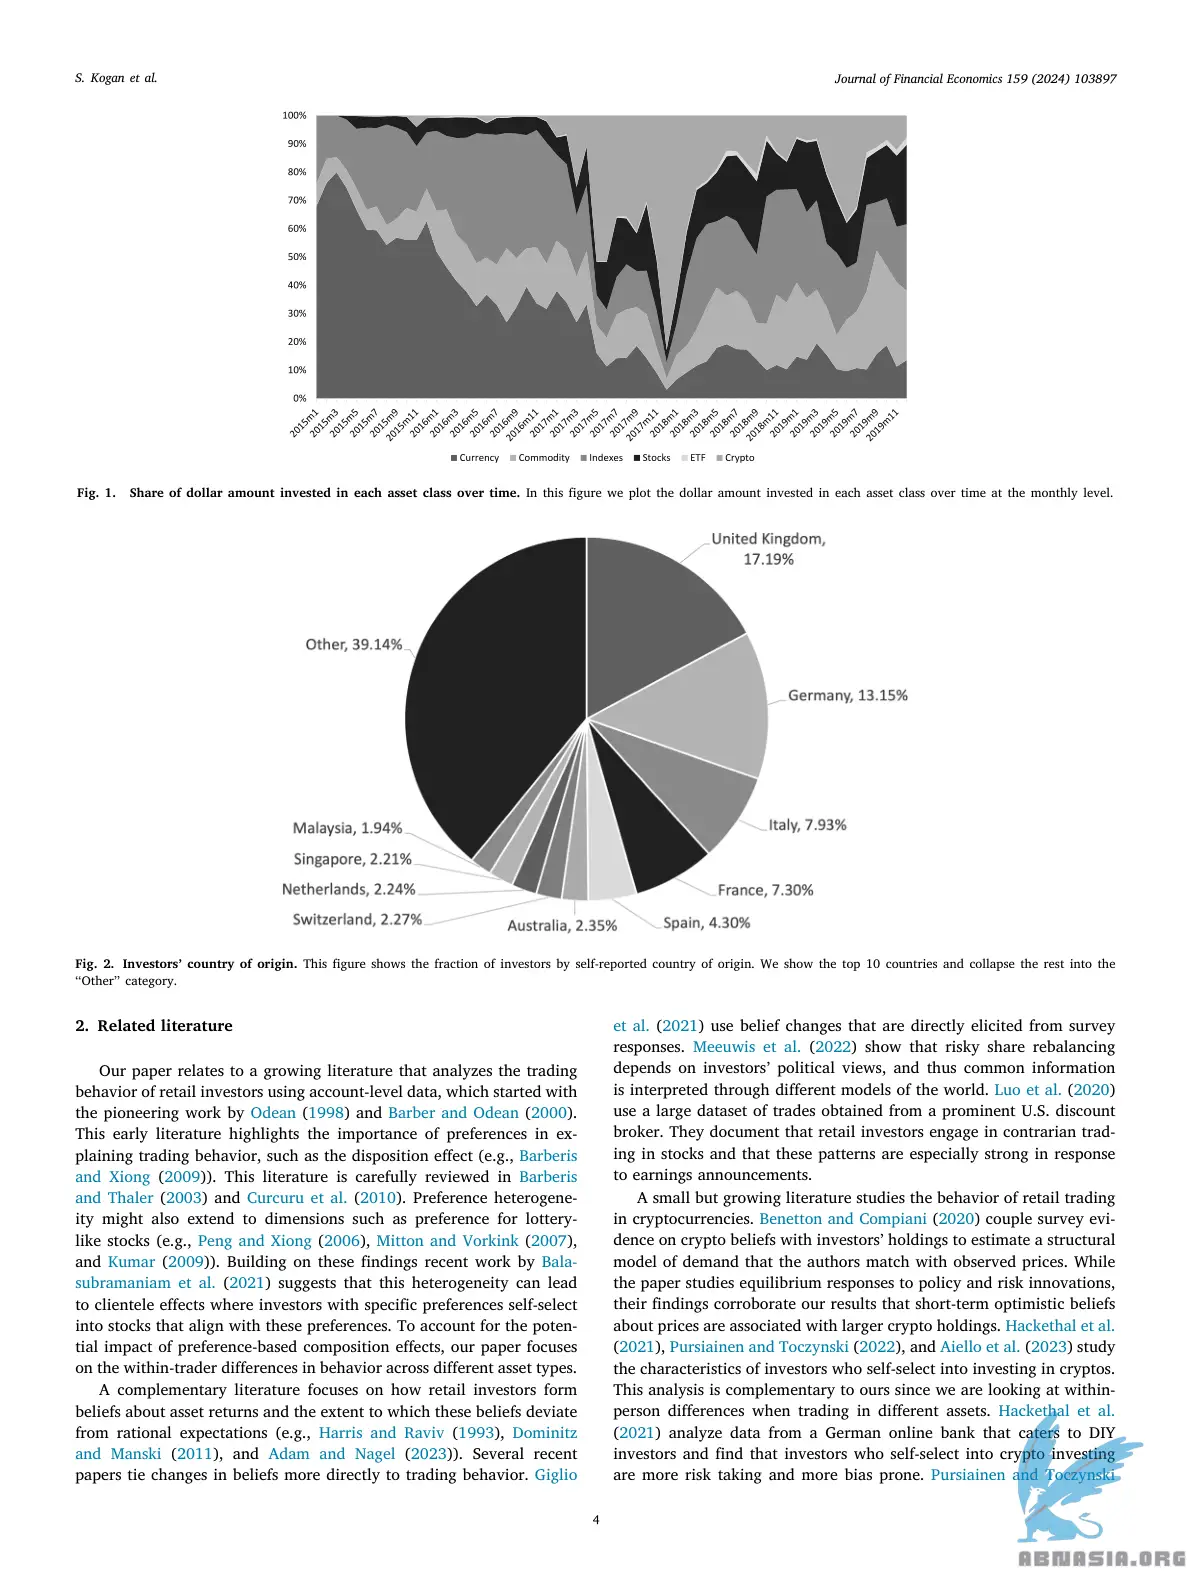 S. Kogan et al.
Journal of Financial Economics 159 (2024) 103897
100%
90%
80%
70%
60%
50%
40%
30%
20%
10%
0%
2015m1
2015m3
2015m5
2015m7
2015m9
2015m11
2016m1
2016m3
2016m5
2016m7
2016m9
2016m11
2017m1
2017m3
2017m5
2017m7
2017m9
2017m11
2018m1
2018m3
2018m5
2018m7
2018m9
2018m11
2019m1
2019m3
2019m5
2019m7
2019m9
2019m11
Currency Commodity Indexes Stocks ETF Crypto
Fig. 1. Share of dollar amount invested in each asset class over time. In this figure we plot the dollar amount invested in each asset class over time at the monthly level.
United Kingdom,
17.19%
Other, 39.14%
Germany, 13.15%
Italy, 7.93%
Malaysia, 1.94%
Singapore, 2.21%
Netherlands, 2.24%
Switzerland, 2.27%
France, 7.30%
Australia, 2.35%
Spain, 4.30%
Fig. 2. Investors’ country of origin. This figure shows the fraction of investors by self-reported country of origin. We show the top 10 countries and collapse the rest into the
“Other” category.
2. Related literature
Our paper relates to a growing literature that analyzes the trading
behavior of retail investors using account-level data, which started with
the pioneering work by Odean (1998) and Barber and Odean (2000).
This early literature highlights the importance of preferences in ex-
plaining trading behavior, such as the disposition effect (e.g., Barberis
and Xiong (2009)). This literature is carefully reviewed in Barberis
and Thaler (2003) and Curcuru et al. (2010). Preference heterogene-
ity might also extend to dimensions such as preference for lottery-
like stocks (e.g., Peng and Xiong (2006), Mitton and Vorkink (2007),
and Kumar (2009)). Building on these findings recent work by Bala-
subramaniam et al. (2021) suggests that this heterogeneity can lead
to clientele effects where investors with specific preferences self-select
into stocks that align with these preferences. To account for the poten-
tial impact of preference-based composition effects, our paper focuses
on the within-trader differences in behavior across different asset types.
A complementary literature focuses on how retail investors form
beliefs about asset returns and the extent to which these beliefs deviate
from rational expectations (e.g., Harris and Raviv (1993), Dominitz
and Manski (2011), and Adam and Nagel (2023)). Several recent
papers tie changes in beliefs more directly to trading behavior. Giglio
et al. (2021) use belief changes that are directly elicited from survey
responses. Meeuwis et al. (2022) show that risky share rebalancing
depends on investors’ political views, and thus common information
is interpreted through different models of the world. Luo et al. (2020)
use a large dataset of trades obtained from a prominent U.S. discount
broker. They document that retail investors engage in contrarian trad-
ing in stocks and that these patterns are especially strong in response
to earnings announcements.
A small but growing literature studies the behavior of retail trading
in cryptocurrencies. Benetton and Compiani (2020) couple survey evi-
dence on crypto beliefs with investors’ holdings to estimate a structural
model of demand that the authors match with observed prices. While
the paper studies equilibrium responses to policy and risk innovations,
their findings corroborate our results that short-term optimistic beliefs
about prices are associated with larger crypto holdings. Hackethal et al.
(2021), Pursiainen and Toczynski (2022), and Aiello et al. (2023) study
the characteristics of investors who self-select into investing in cryptos.
This analysis is complementary to ours since we are looking at within-
person differences when trading in different assets. Hackethal et al.
(2021) analyze data from a German online bank that caters to DIY
investors and find that investors who self-select into crypto investing
are more risk taking and more bias prone. Pursiainen and Toczynski
4
ABNASIA.ORG